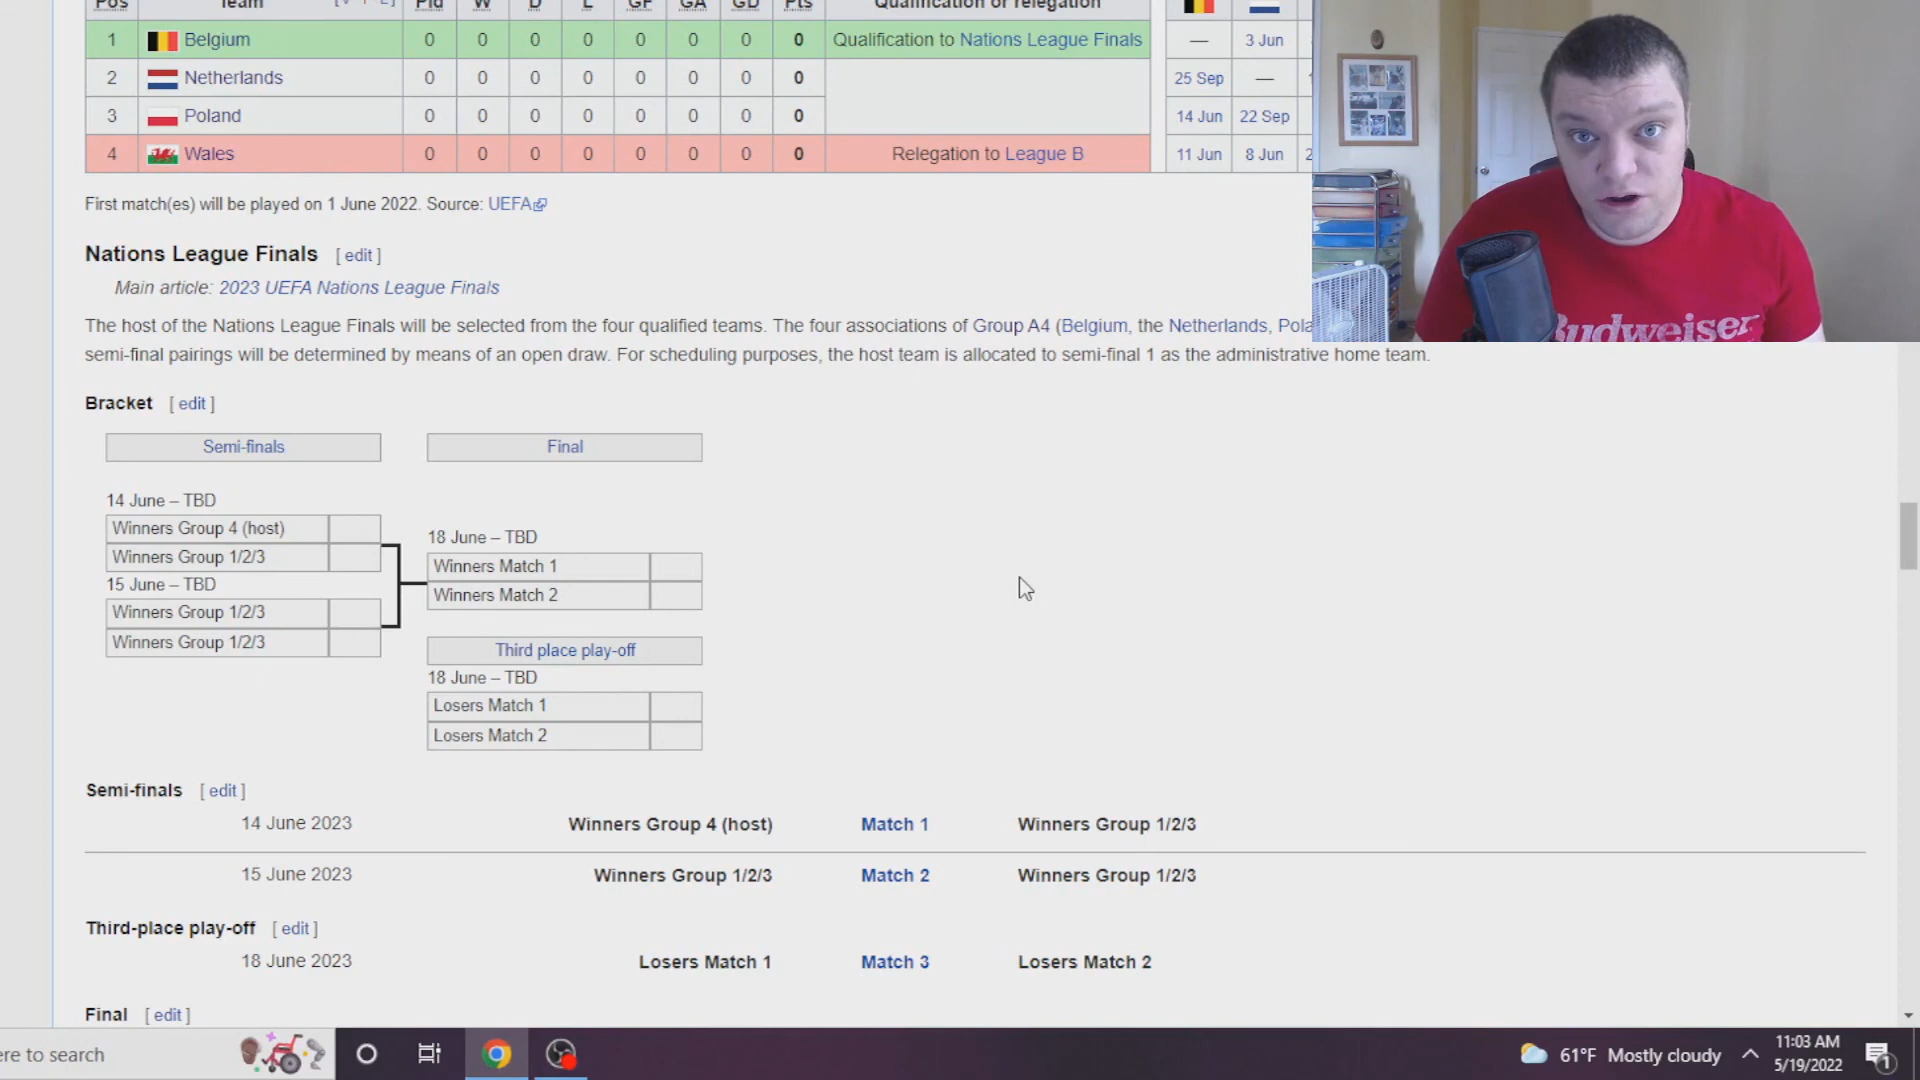 Pos Team Pld W D L GF GA GD Pts Qualification or relegation
1 Belgium 0 0 0 0 0 0 0 0 Qualification to Nations League Finals — 3 Jun
2 Netherlands 0 0 0 0 0 0 0 0 25 Sep —
3 Poland 0 0 0 0 0 0 0 0 14 Jun 22 Sep
4 Wales 0 0 0 0 0 0 0 0 Relegation to League B 11 Jun 8 Jun 2
First match(es) will be played on 1 June 2022. Source: UEFA
Nations League Finals [ edit ]
Main article: 2023 UEFA Nations League Finals
The host of the Nations League Finals will be selected from the four qualified teams. The four associations of Group A4 (Belgium, the Netherlands, Pola
semi-final pairings will be determined by means of an open draw. For scheduling purposes, the host team is allocated to semi-final 1 as the administrative home team.
Budweiser
Bracket [ edit ]
Semi-finals Final
14 June – TBD
Winners Group 4 (host)
Winners Group 1/2/3
15 June – TBD
Winners Group 1/2/3
Winners Group 1/2/3
18 June – TBD
Winners Match 1
Winners Match 2
Third place play-off
18 June – TBD
Losers Match 1
Losers Match 2
Semi-finals [ edit ]
14 June 2023 Winners Group 4 (host) Match 1 Winners Group 1/2/3
15 June 2023 Winners Group 1/2/3 Match 2 Winners Group 1/2/3
Third-place play-off [ edit ]
18 June 2023 Losers Match 1 Match 3 Losers Match 2
Final [ edit ]
ere to search
61°F Mostly cloudy
11:03 AM
5/19/2022
1